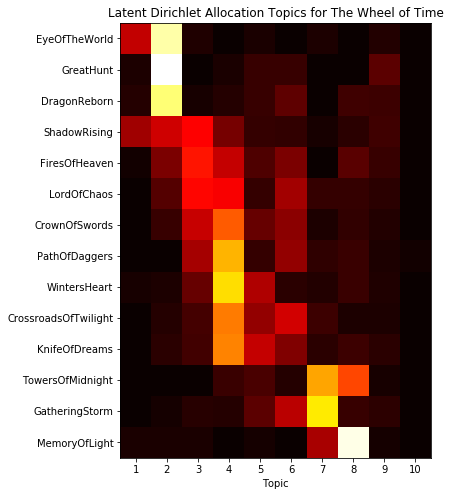 Latent Dirichlet Allocation Topics for The Wheel of Time
EyeOfTheWorld
GreatHunt
DragonReborn
ShadowRising
FiresOfHeaven
LordOfChaos
CrownOfSwords
PathOfDaggers
WintersHeart
CrossroadsOfTwilight
KnifeOfDreams
TowersOfMidnight
GatheringStorm
MemoryOfLight
1 2 3 4 5 6 7 8 9 10
Topic